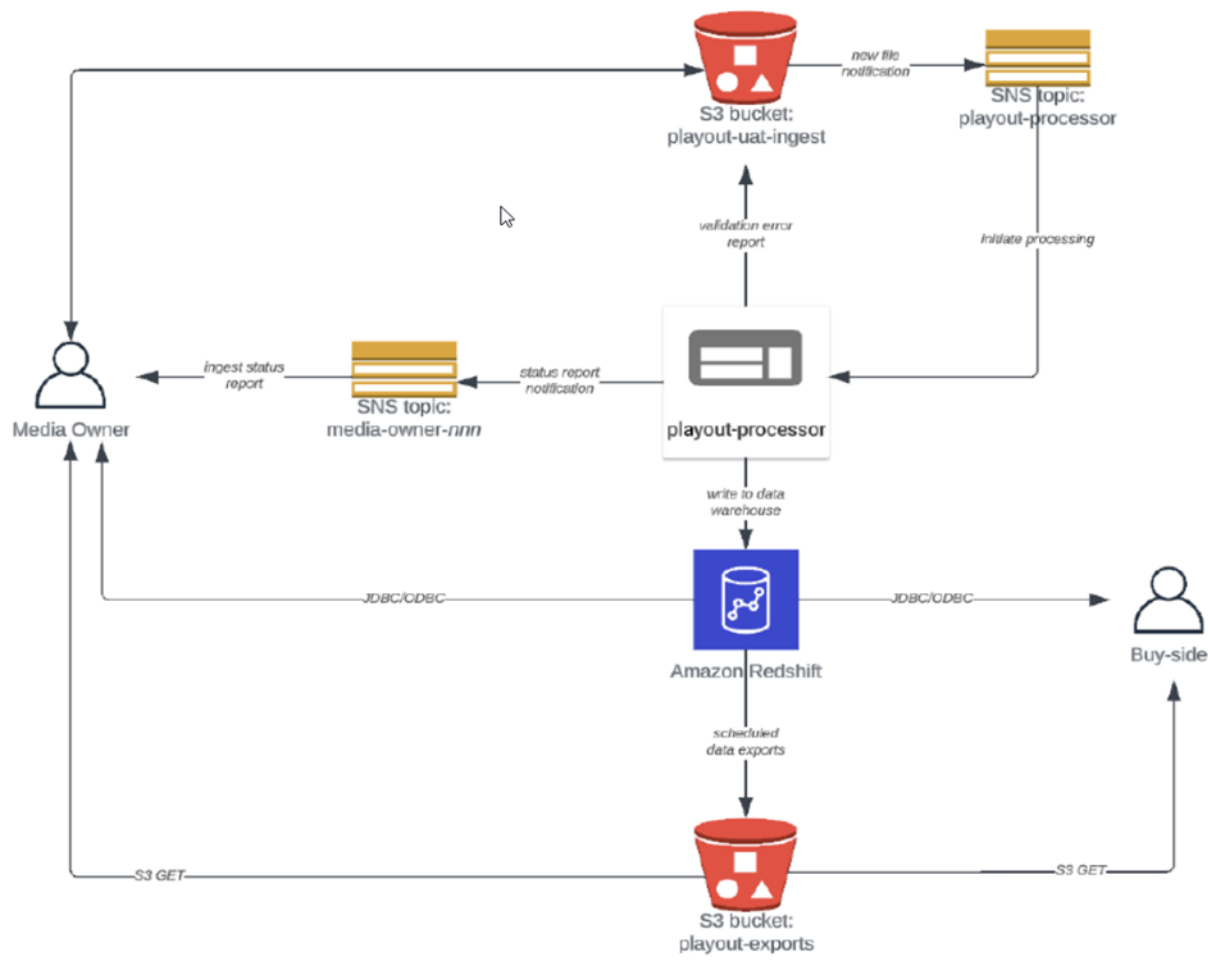 new file
notification
S3 bucket:
playout-uat-ingest
SNS topic:
playout-processor
validation error
report
initiate processing
ingest status
report
status report
notification
SNS topic:
media-owner-nnn
Media Owner
playout-processor
write to data
warehouse
JDBC/ODBC
JDBC/ODBC
Amazon Redshift
Buy-side
scheduled
data exports
S3 GET
S3 GET
S3 bucket:
playout-exports